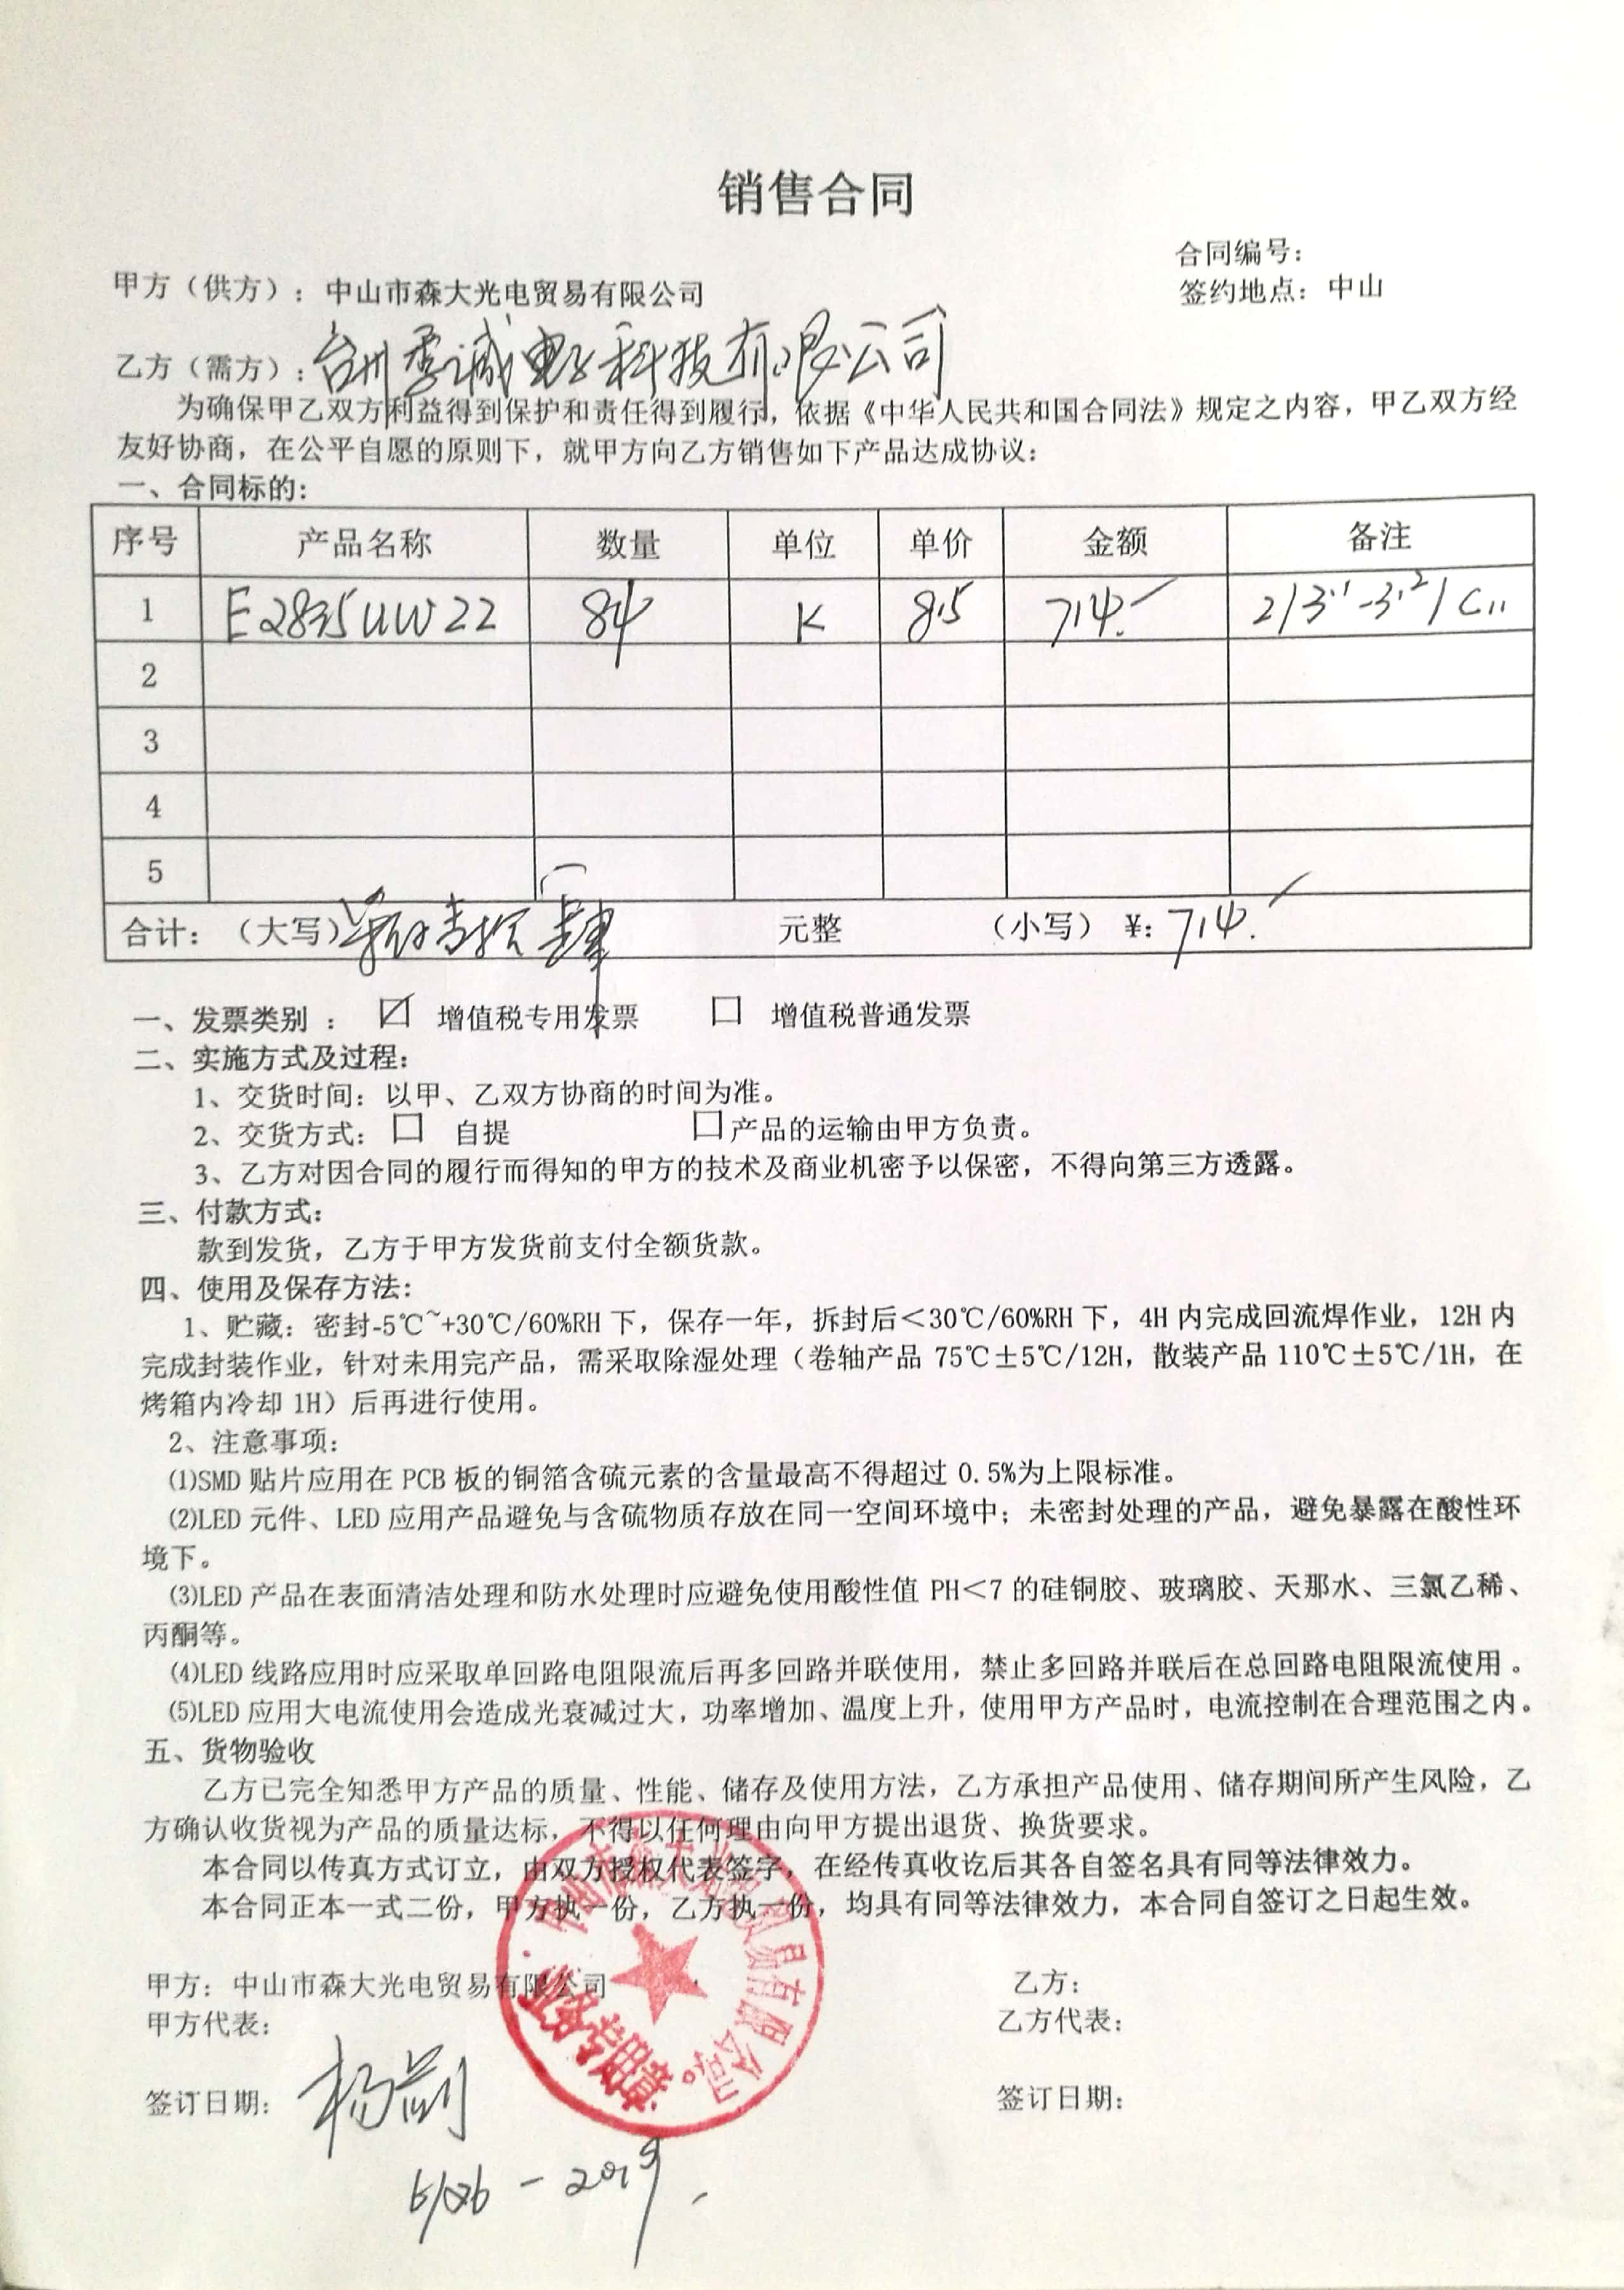 销售合同
合同编号：
甲方（供方）：中山市森大光电贸易有限公司
签约地点：中山
乙方（需方）：台州季诚电子科技有限公司
为确保甲乙双方利益得到保护和责任得到履行，依据《中华人民共和国合同法》规定之内容，甲乙双方经
友好协商，在公平自愿的原则下，就甲方向乙方销售如下产品达成协议：
一、合同标的：
序号 产品名称 数量 单位 单价 金额 备注
1 E2835UW22 84 K 8.5 714. 2/3.1-3.2/C11
2
3
4
5
合计：（大写）柒佰壹拾肆 元整 （小写）¥：714.
一、发票类别 ： ☑ 增值税专用发票 □ 增值税普通发票
二、实施方式及过程：
1、交货时间：以甲、乙双方协商的时间为准。
2、交货方式：□ 自提 □产品的运输由甲方负责。
3、乙方对因合同的履行而得知的甲方的技术及商业机密予以保密，不得向第三方透露。
三、付款方式：
款到发货，乙方于甲方发货前支付全额货款。
四、使用及保存方法：
1、贮藏：密封-5℃~+30℃/60%RH 下，保存一年，拆封后＜30℃/60%RH 下，4H 内完成回流焊作业，12H 内
完成封装作业，针对未用完产品，需采取除湿处理（卷轴产品 75℃±5℃/12H，散装产品 110℃±5℃/1H，在
烤箱内冷却 1H）后再进行使用。
2、注意事项：
⑴SMD 贴片应用在 PCB 板的铜箔含硫元素的含量最高不得超过 0.5%为上限标准。
⑵LED 元件、LED 应用产品避免与含硫物质存放在同一空间环境中；未密封处理的产品，避免暴露在酸性环
境下。
⑶LED 产品在表面清洁处理和防水处理时应避免使用酸性值 PH＜7 的硅铜胶、玻璃胶、天那水、三氯乙稀、
丙酮等。
⑷LED 线路应用时应采取单回路电阻限流后再多回路并联使用，禁止多回路并联后在总回路电阻限流使用 。
⑸LED 应用大电流使用会造成光衰减过大，功率增加、温度上升，使用甲方产品时，电流控制在合理范围之内。
五、货物验收
乙方已完全知悉甲方产品的质量、性能、储存及使用方法，乙方承担产品使用、储存期间所产生风险，乙
方确认收货视为产品的质量达标，不得以任何理由向甲方提出退货、换货要求。
本合同以传真方式订立，由双方授权代表签字，在经传真收讫后其各自签名具有同等法律效力。
本合同正本一式二份，甲方执一份，乙方执一份，均具有同等法律效力，本合同自签订之日起生效。
甲方：中山市森大光电贸易有限公司 乙方：
甲方代表： 乙方代表：
签订日期： 签订日期：
业务专用章